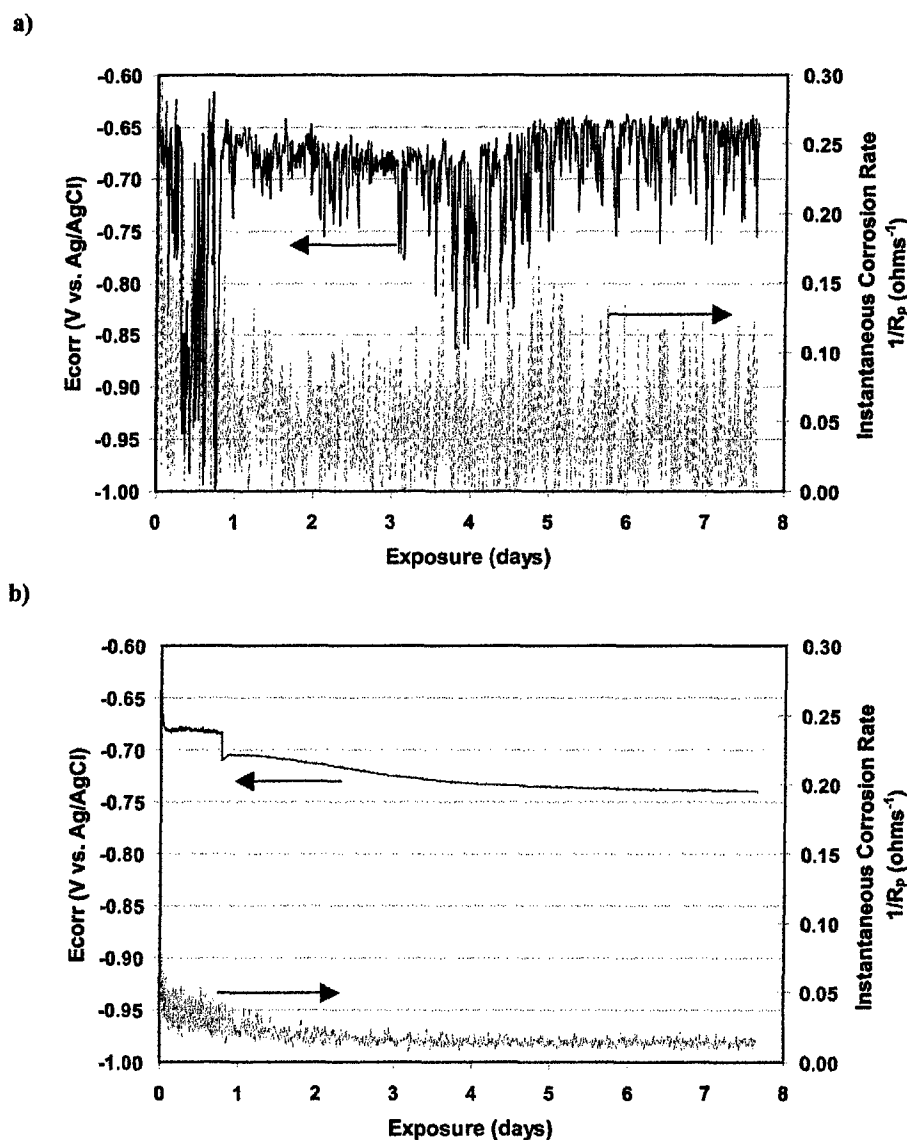 a)
Ecorr (V vs. Ag/AgCl)
-0.60
-0.65
-0.70
-0.75
-0.80
-0.85
-0.90
-0.95
-1.00
0.30
0.25
0.20
0.15
0.10
0.05
0.00
Instantaneous Corrosion Rate
1/Rp (ohms-1)
0 1 2 3 4 5 6 7 8
Exposure (days)
b)
Ecorr (V vs. Ag/AgCl)
-0.60
-0.65
-0.70
-0.75
-0.80
-0.85
-0.90
-0.95
-1.00
0.30
0.25
0.20
0.15
0.10
0.05
0.00
Instantaneous Corrosion Rate
1/Rp (ohms-1)
0 1 2 3 4 5 6 7 8
Exposure (days)